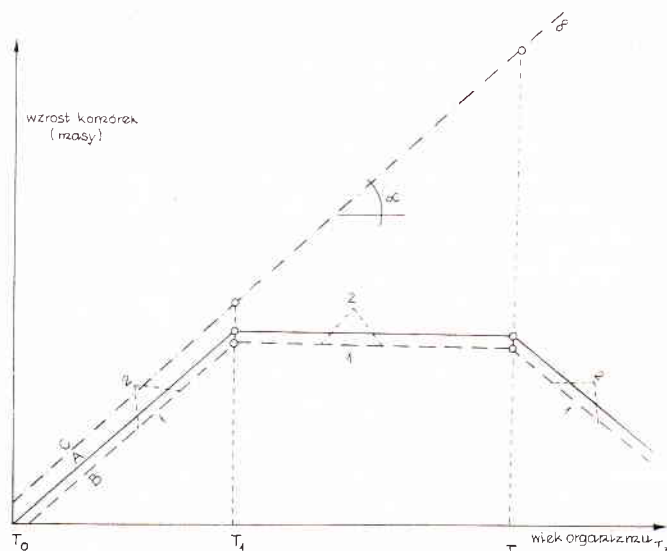 ∞
wzrost komórek
(masy)
α
2
2
1
2
1
1
C
A
B
T₀
T₁
T
wiek organizmu